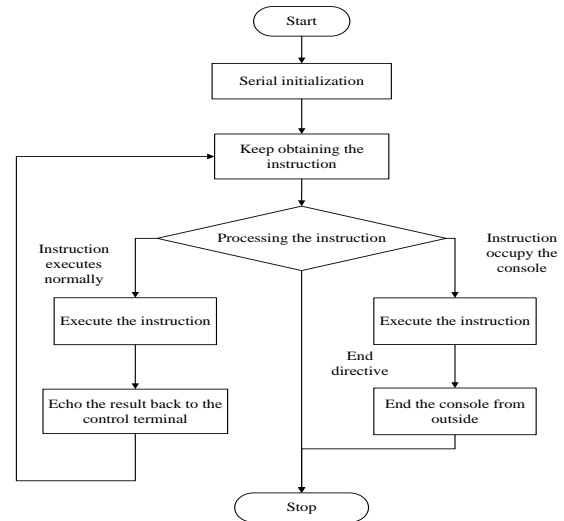 Start
Serial initialization
Keep obtaining the
instruction
Processing the instruction
Instruction
executes
normally
Instruction
occupy the
console
Execute the instruction
Execute the instruction
End
directive
Echo the result back to the
control terminal
End the console from
outside
Stop